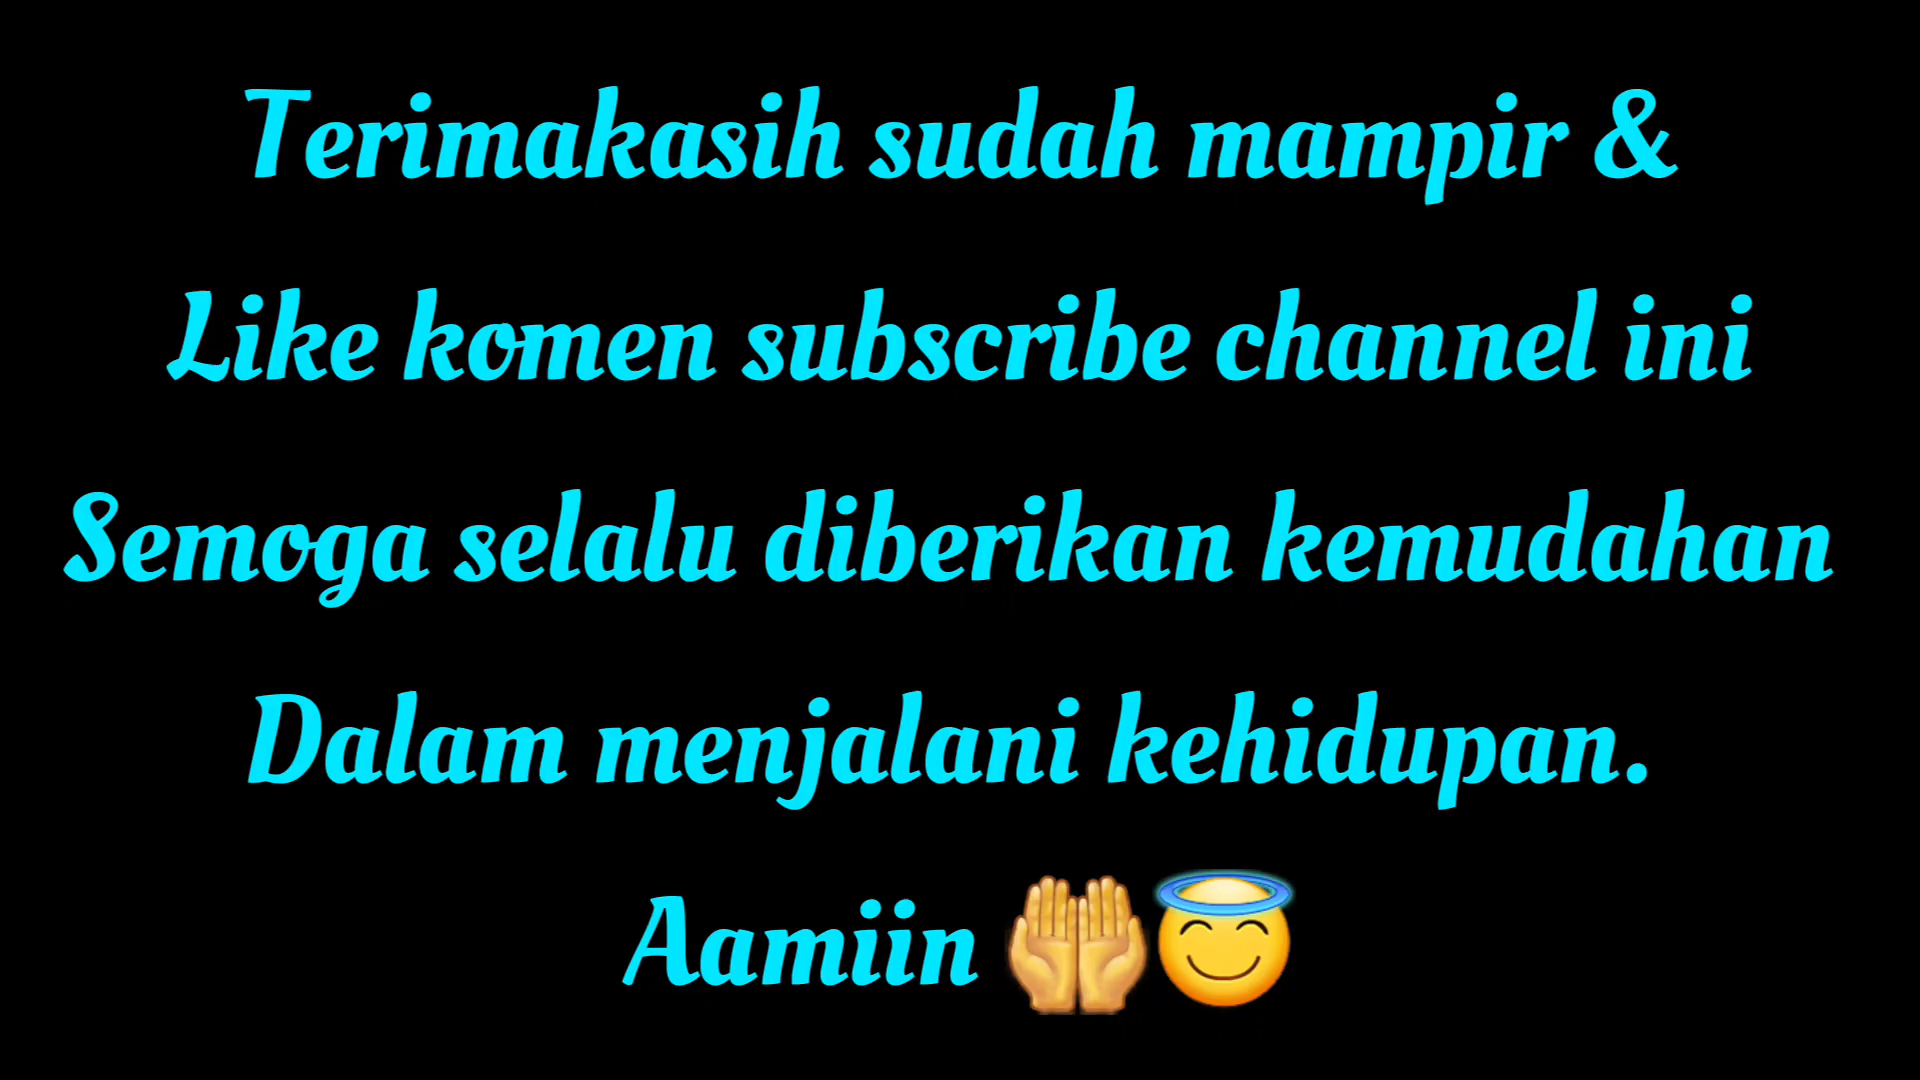 Terimakasih sudah mampir &
Like komen subscribe channel ini
Semoga selalu diberikan kemudahan
Dalam menjalani kehidupan.
Aamiin 🤲😇